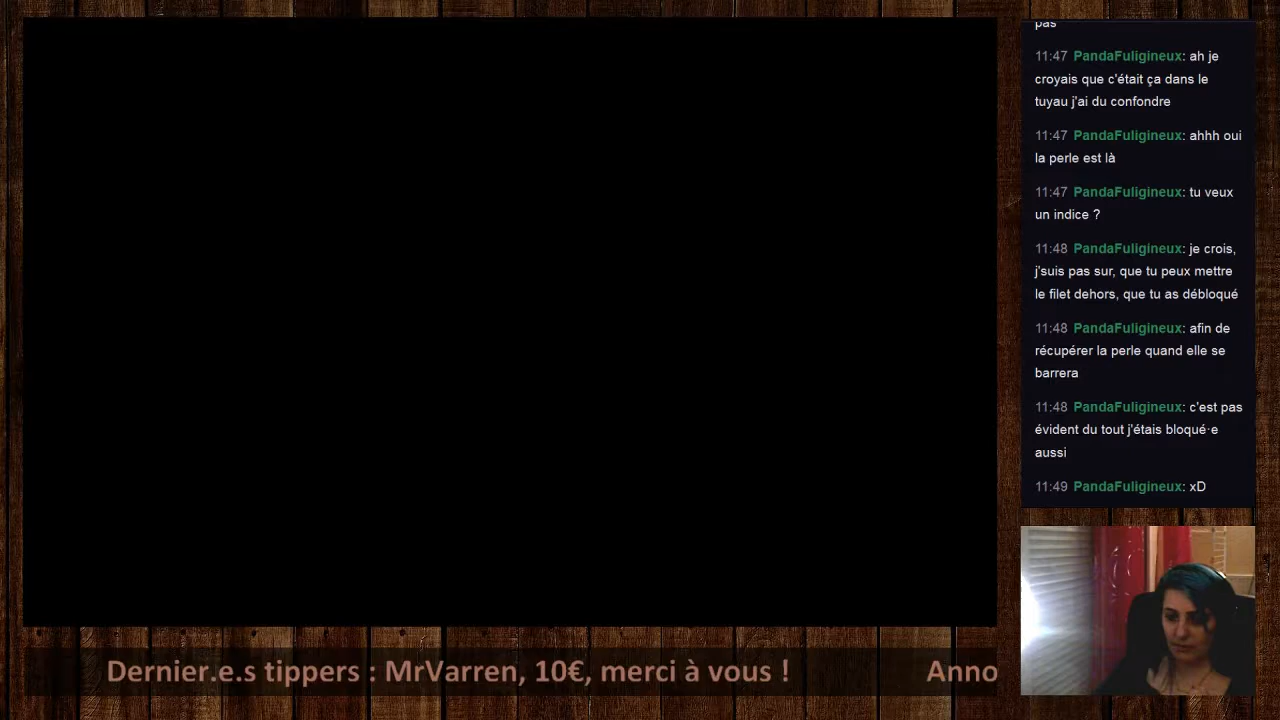 pas
11:47 PandaFuligineux: ah je
croyais que c'était ça dans le
tuyau j'ai du confondre
11:47 PandaFuligineux: ahhh oui
la perle est là
11:47 PandaFuligineux: tu veux
un indice ?
11:48 PandaFuligineux: je crois,
j'suis pas sur, que tu peux mettre
le filet dehors, que tu as débloqué
11:48 PandaFuligineux: afin de
récupérer la perle quand elle se
barrera
11:48 PandaFuligineux: c'est pas
évident du tout j'étais bloqué·e
aussi
11:49 PandaFuligineux: xD
Dernier.e.s tippers : MrVarren, 10€, merci à vous ! Anno